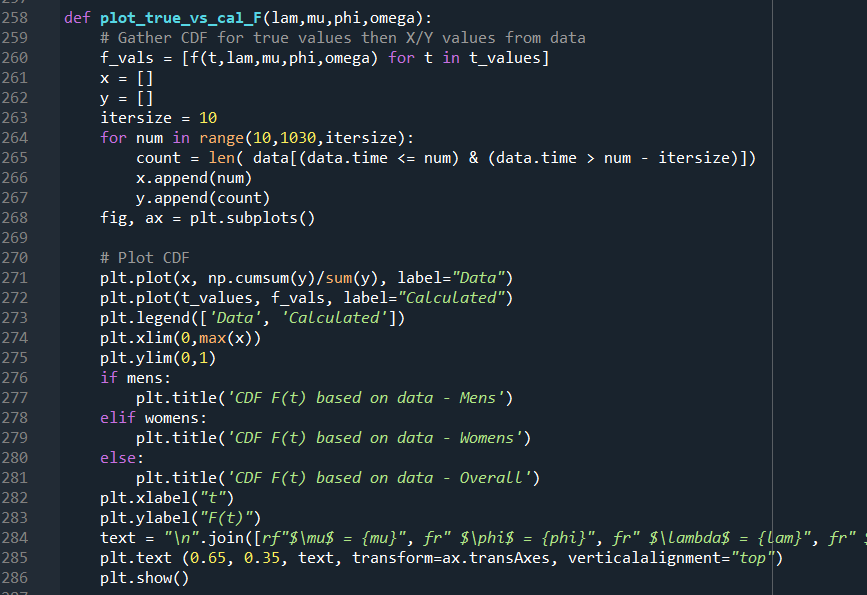 258 def plot_true_vs_cal_F(lam,mu,phi,omega):
259     # Gather CDF for true values then X/Y values from data
260     f_vals = [f(t,lam,mu,phi,omega) for t in t_values]
261     x = []
262     y = []
263     itersize = 10
264     for num in range(10,1030,itersize):
265         count = len( data[(data.time <= num) & (data.time > num - itersize)])
266         x.append(num)
267         y.append(count)
268     fig, ax = plt.subplots()
269
270     # Plot CDF
271     plt.plot(x, np.cumsum(y)/sum(y), label="Data")
272     plt.plot(t_values, f_vals, label="Calculated")
273     plt.legend(['Data', 'Calculated'])
274     plt.xlim(0,max(x))
275     plt.ylim(0,1)
276     if mens:
277         plt.title('CDF F(t) based on data - Mens')
278     elif womens:
279         plt.title('CDF F(t) based on data - Womens')
280     else:
281         plt.title('CDF F(t) based on data - Overall')
282     plt.xlabel("t")
283     plt.ylabel("F(t)")
284     text = "\n".join([rf"$\mu$ = {mu}", fr" $\phi$ = {phi}", fr" $\lambda$ = {lam}", fr"
285     plt.text (0.65, 0.35, text, transform=ax.transAxes, verticalalignment="top")
286     plt.show()